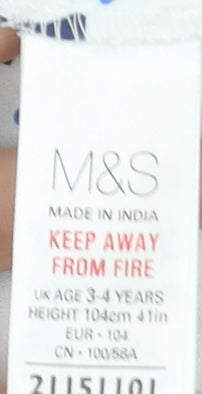 M&S
MADE IN INDIA
KEEP AWAY
FROM FIRE
UK AGE 3-4 YEARS
HEIGHT 104cm 41in
EUR - 104
CN - 100/56A
21151101